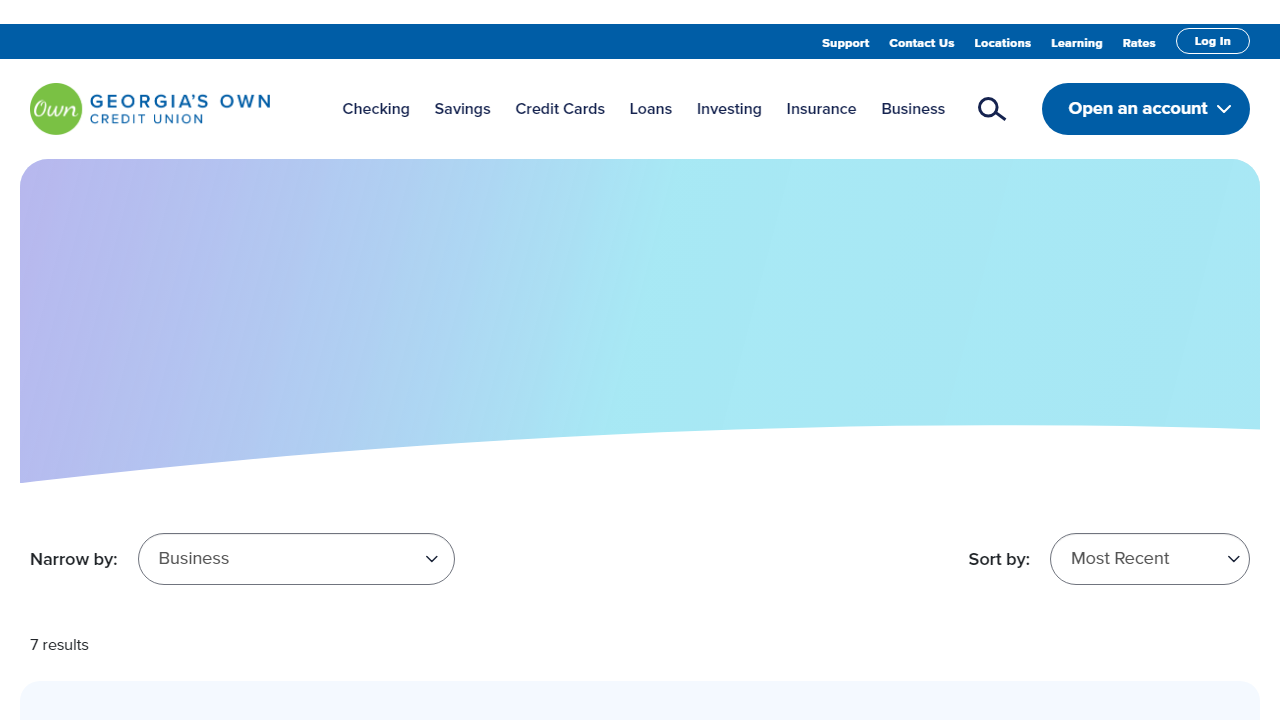 Support Contact Us Locations Learning Rates Log In
Own GEORGIA'S OWN
CREDIT UNION
Checking Savings Credit Cards Loans Investing Insurance Business Open an account
Narrow by: Business Sort by: Most Recent
7 results